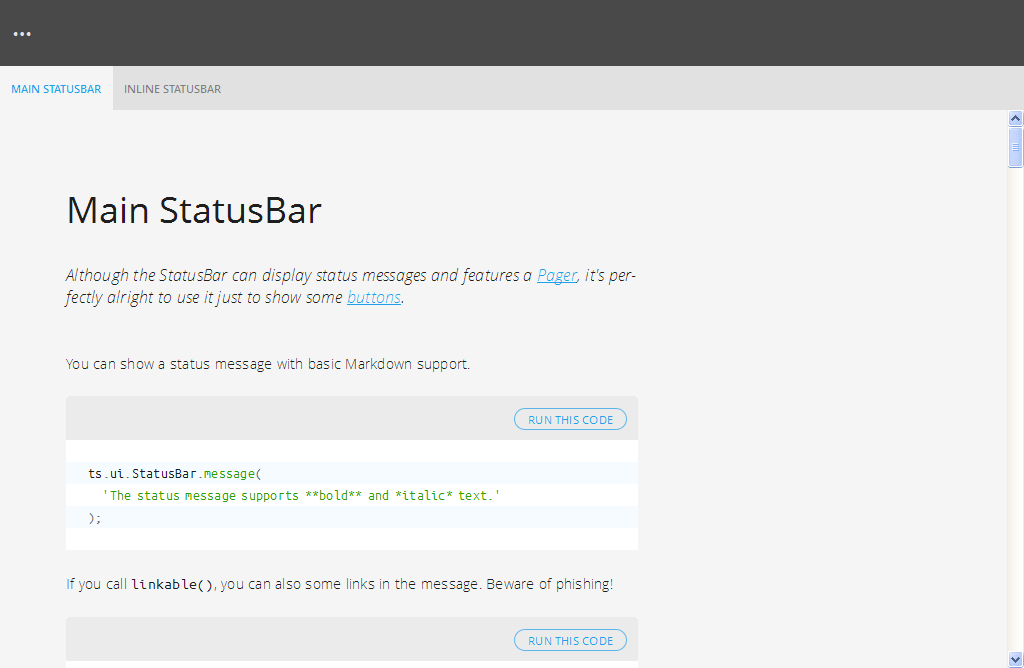 ...
MAIN STATUSBAR INLINE STATUSBAR
Main StatusBar
Although the StatusBar can display status messages and features a Pager, it's per-
fectly alright to use it just to show some buttons.
You can show a status message with basic Markdown support.
RUN THIS CODE
ts.ui.StatusBar.message(
'The status message supports **bold** and *italic* text.'
);
If you call linkable(), you can also some links in the message. Beware of phishing!
RUN THIS CODE